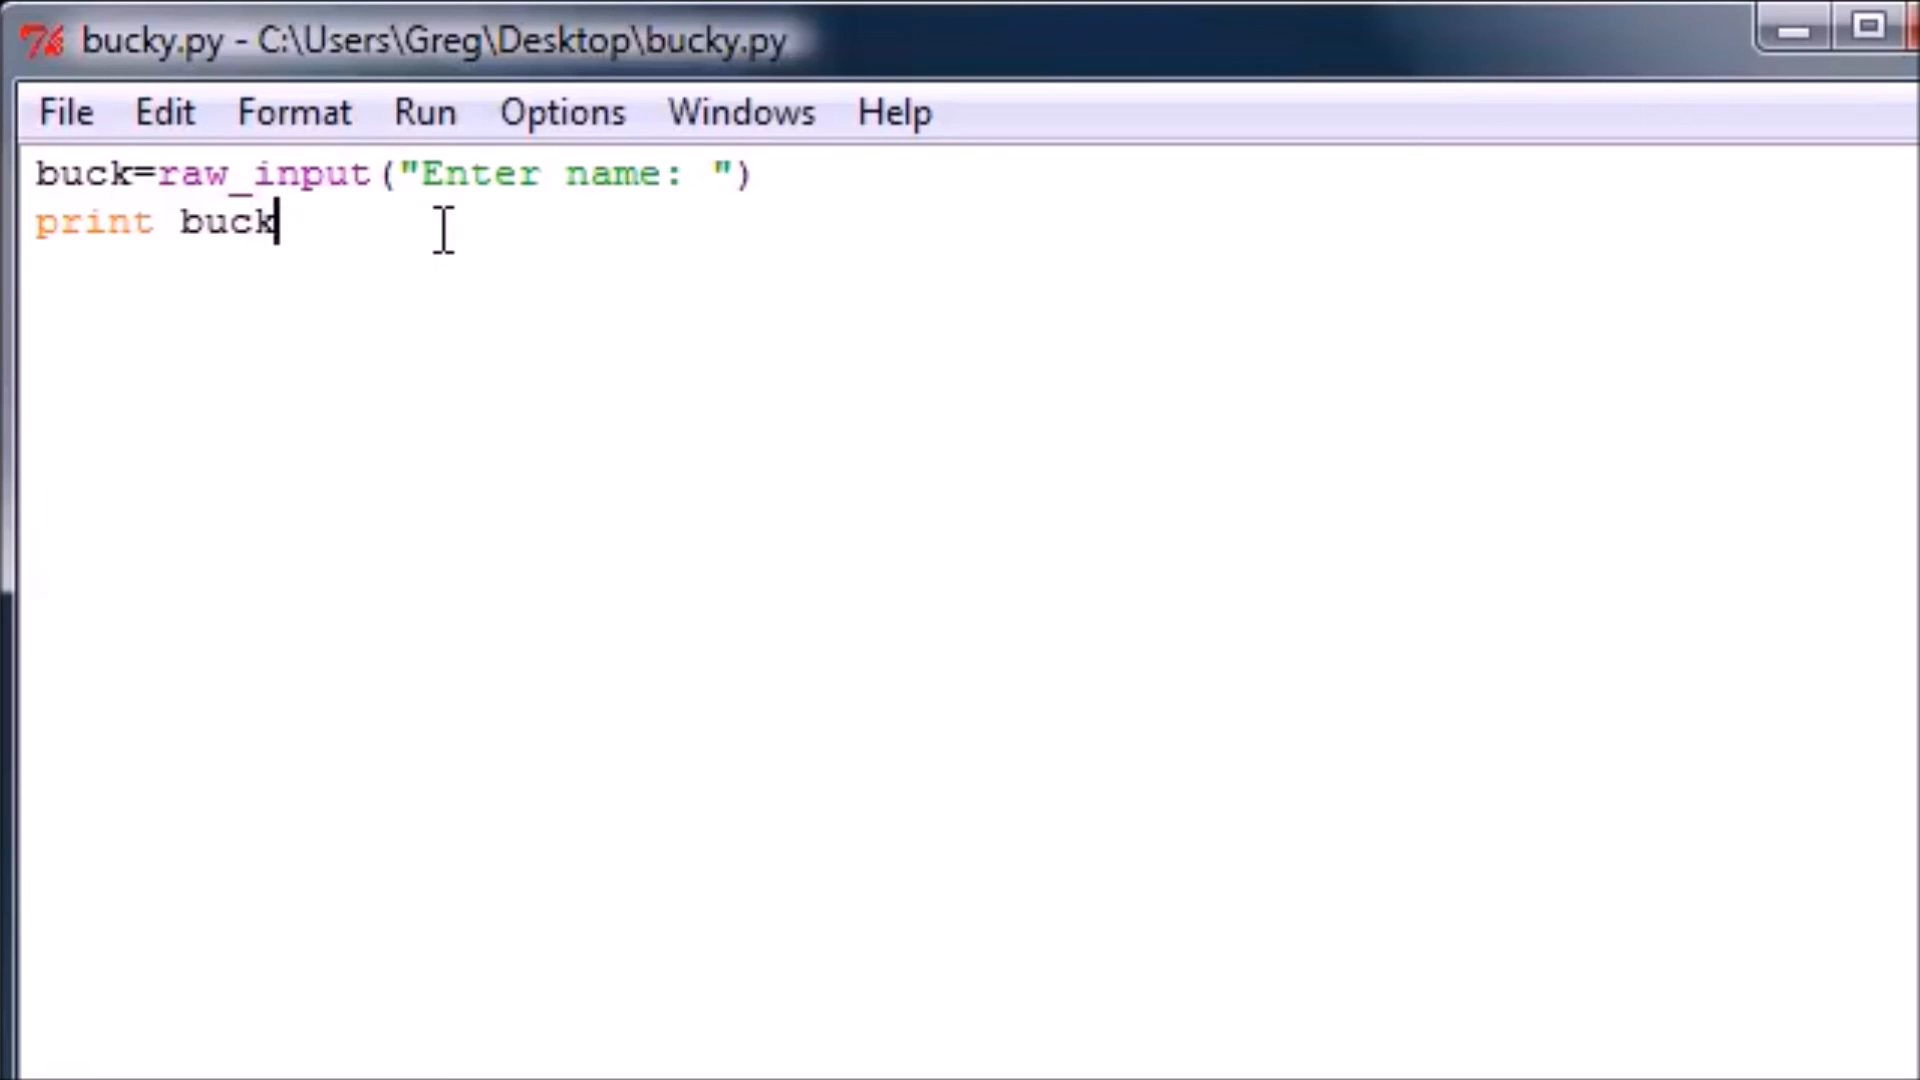 bucky.py - C:\Users\Greg\Desktop\bucky.py
File Edit Format Run Options Windows Help
buck=raw_input("Enter name: ")
print buck